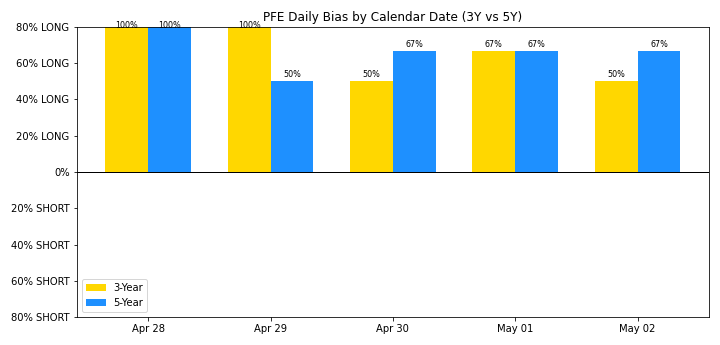 PFE Daily Bias by Calendar Date (3Y vs 5Y)
80% LONG
60% LONG
40% LONG
20% LONG
0%
20% SHORT
40% SHORT
60% SHORT
80% SHORT
100%
100%
100%
50%
50%
67%
67%
67%
50%
67%
3-Year
5-Year
Apr 28
Apr 29
Apr 30
May 01
May 02